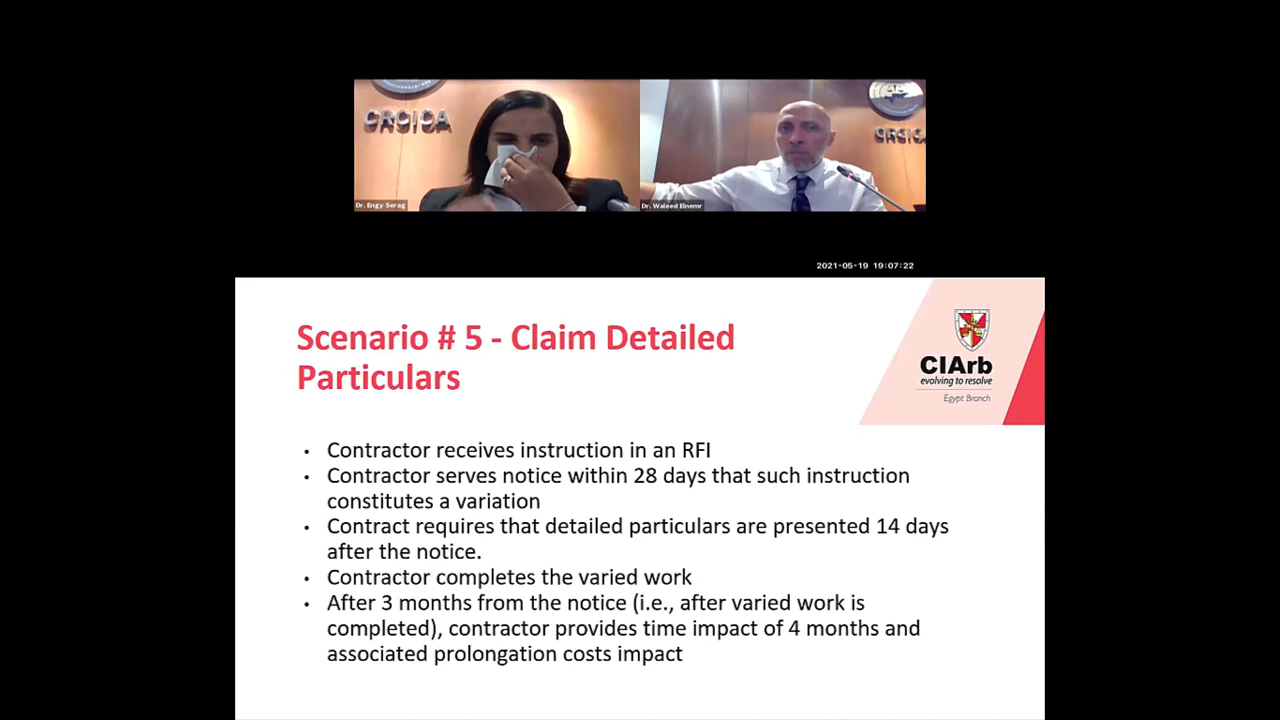 CRCICA
CRCICA
Dr. Engy Serag
Dr. Waleed Elnemr
2021-05-19 19:07:22
Scenario # 5 - Claim Detailed
Particulars
CIArb
evolving to resolve
Egypt Branch
• Contractor receives instruction in an RFI
• Contractor serves notice within 28 days that such instruction
constitutes a variation
• Contract requires that detailed particulars are presented 14 days
after the notice.
• Contractor completes the varied work
• After 3 months from the notice (i.e., after varied work is
completed), contractor provides time impact of 4 months and
associated prolongation costs impact